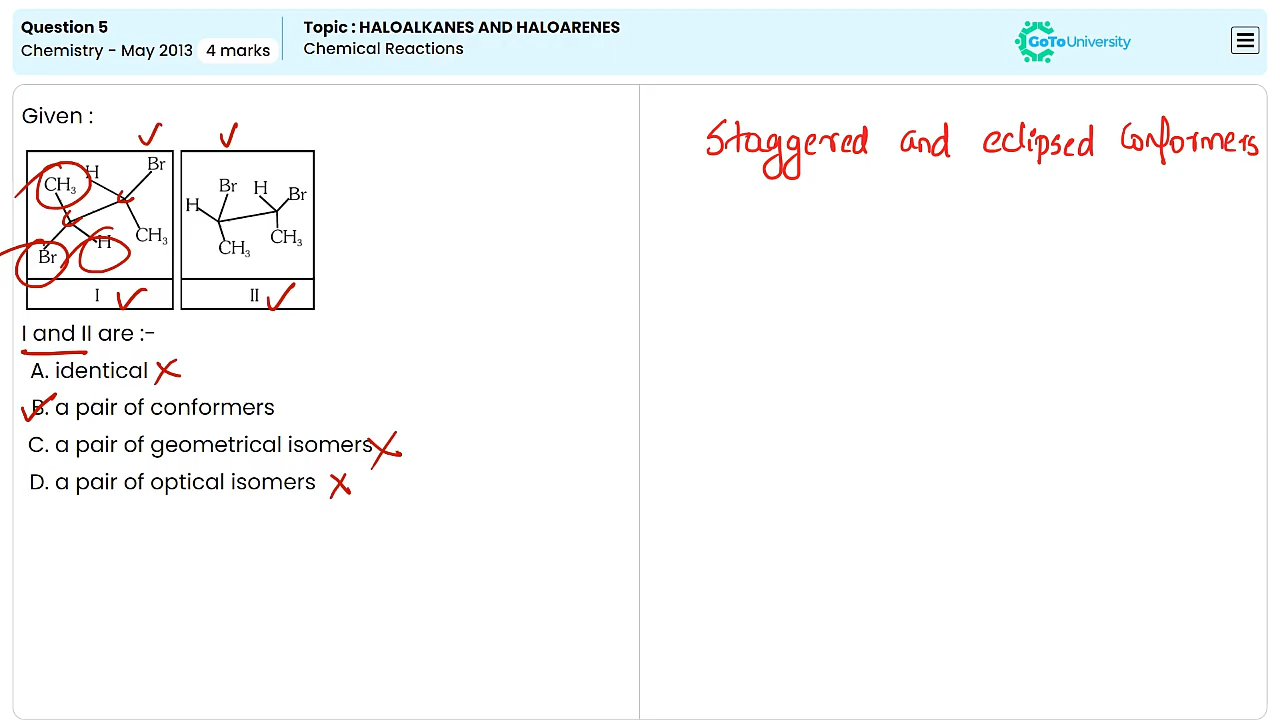 Question 5
Chemistry - May 2013 4 marks
Topic : HALOALKANES AND HALOARENES
Chemical Reactions
GoToUniversity
Given :
H Br
CH₃
CH₃
H
Br
I
Br H Br
H
CH₃
CH₃
II
I and II are :-
A. identical
B. a pair of conformers
C. a pair of geometrical isomers
D. a pair of optical isomers
Staggered and eclipsed conformers